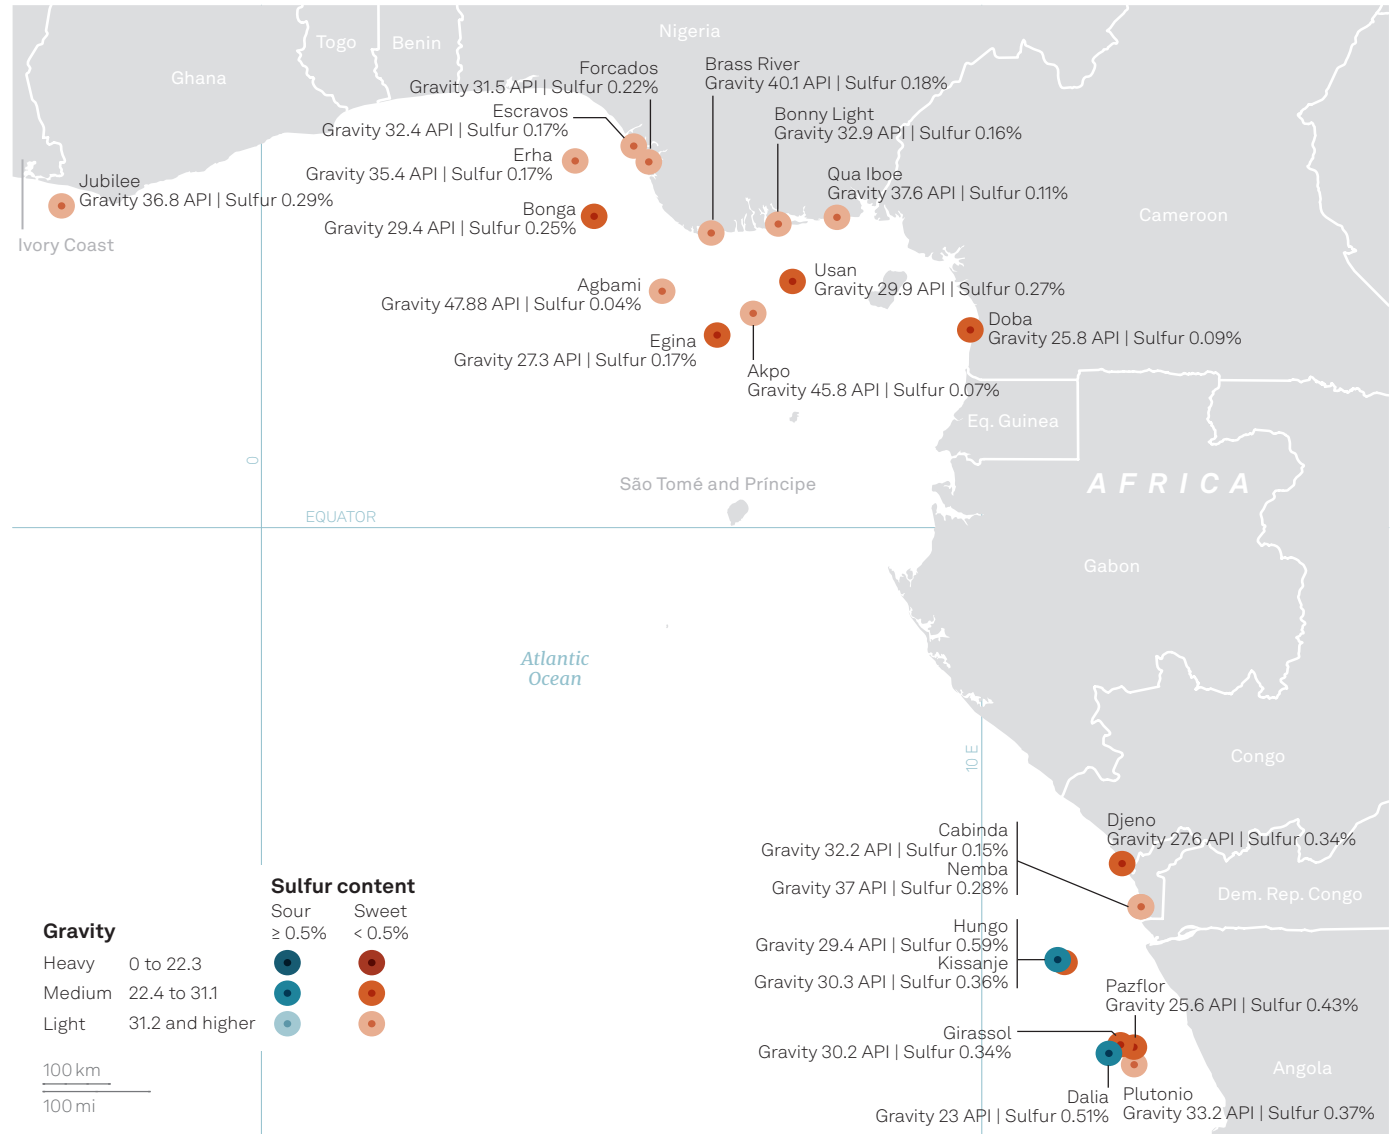 Nigeria
Togo
Benin
Ghana
Forcados
Gravity 31.5 API | Sulfur 0.22%
Brass River
Gravity 40.1 API | Sulfur 0.18%
Escravos
Gravity 32.4 API | Sulfur 0.17%
Bonny Light
Gravity 32.9 API | Sulfur 0.16%
Erha
Gravity 35.4 API | Sulfur 0.17%
Qua Iboe
Gravity 37.6 API | Sulfur 0.11%
Jubilee
Gravity 36.8 API | Sulfur 0.29%
Ivory Coast
Bonga
Gravity 29.4 API | Sulfur 0.25%
Cameroon
Usan
Gravity 29.9 API | Sulfur 0.27%
Agbami
Gravity 47.88 API | Sulfur 0.04%
Doba
Gravity 25.8 API | Sulfur 0.09%
Egina
Gravity 27.3 API | Sulfur 0.17%
Akpo
Gravity 45.8 API | Sulfur 0.07%
Eq. Guinea
0
São Tomé and Príncipe
AFRICA
EQUATOR
Gabon
Atlantic
Ocean
10 E
Congo
Cabinda
Gravity 32.2 API | Sulfur 0.15%
Nemba
Gravity 37 API | Sulfur 0.28%
Djeno
Gravity 27.6 API | Sulfur 0.34%
Dem. Rep. Congo
Hungo
Gravity 29.4 API | Sulfur 0.59%
Kissanje
Gravity 30.3 API | Sulfur 0.36%
Pazflor
Gravity 25.6 API | Sulfur 0.43%
Girassol
Gravity 30.2 API | Sulfur 0.34%
Angola
Dalia
Gravity 23 API | Sulfur 0.51%
Plutonio
Gravity 33.2 API | Sulfur 0.37%
Sulfur content
Sour Sweet
≥ 0.5% < 0.5%
Gravity
Heavy 0 to 22.3
Medium 22.4 to 31.1
Light 31.2 and higher
100 km
100 mi